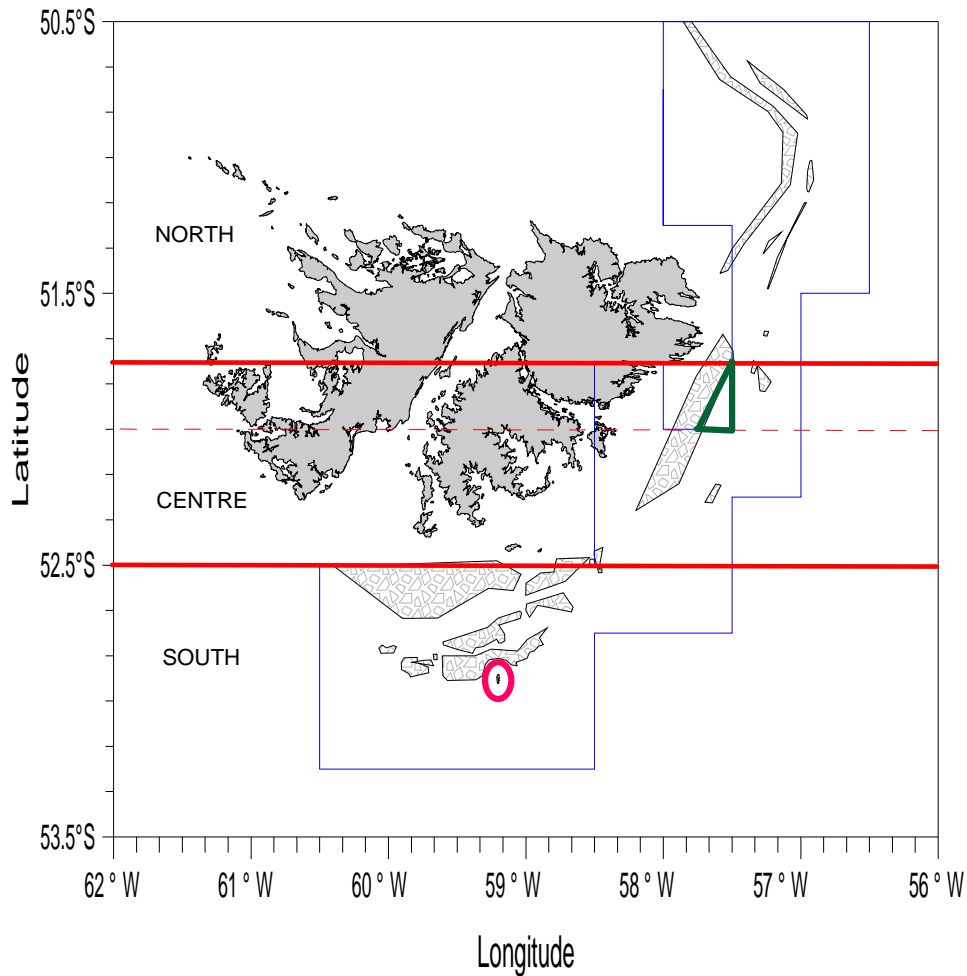 50.5°S
NORTH
51.5°S
Latitude
CENTRE
52.5°S
SOUTH
53.5°S
62 ° W
61 ° W
60 ° W
59 ° W
58 ° W
57 ° W
56 ° W
Longitude